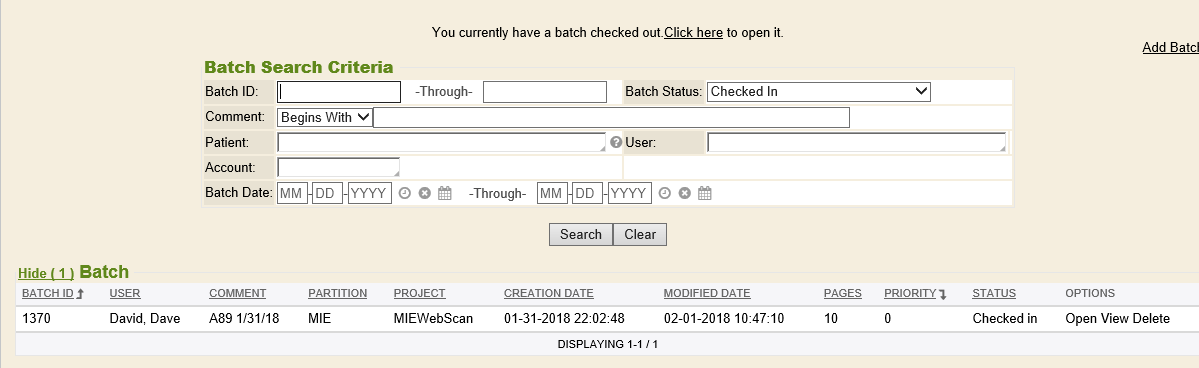 You currently have a batch checked out.Click here to open it.
Add Batch
Batch Search Criteria
Batch ID: -Through- Batch Status: Checked In
Comment: Begins With
Patient: User:
Account:
Batch Date: MM-DD-YYYY -Through- MM-DD-YYYY
Search Clear
Hide ( 1 ) Batch
BATCH ID USER COMMENT PARTITION PROJECT CREATION DATE MODIFIED DATE PAGES PRIORITY STATUS OPTIONS
1370 David, Dave A89 1/31/18 MIE MIEWebScan 01-31-2018 22:02:48 02-01-2018 10:47:10 10 0 Checked in Open View Delete
DISPLAYING 1-1 / 1